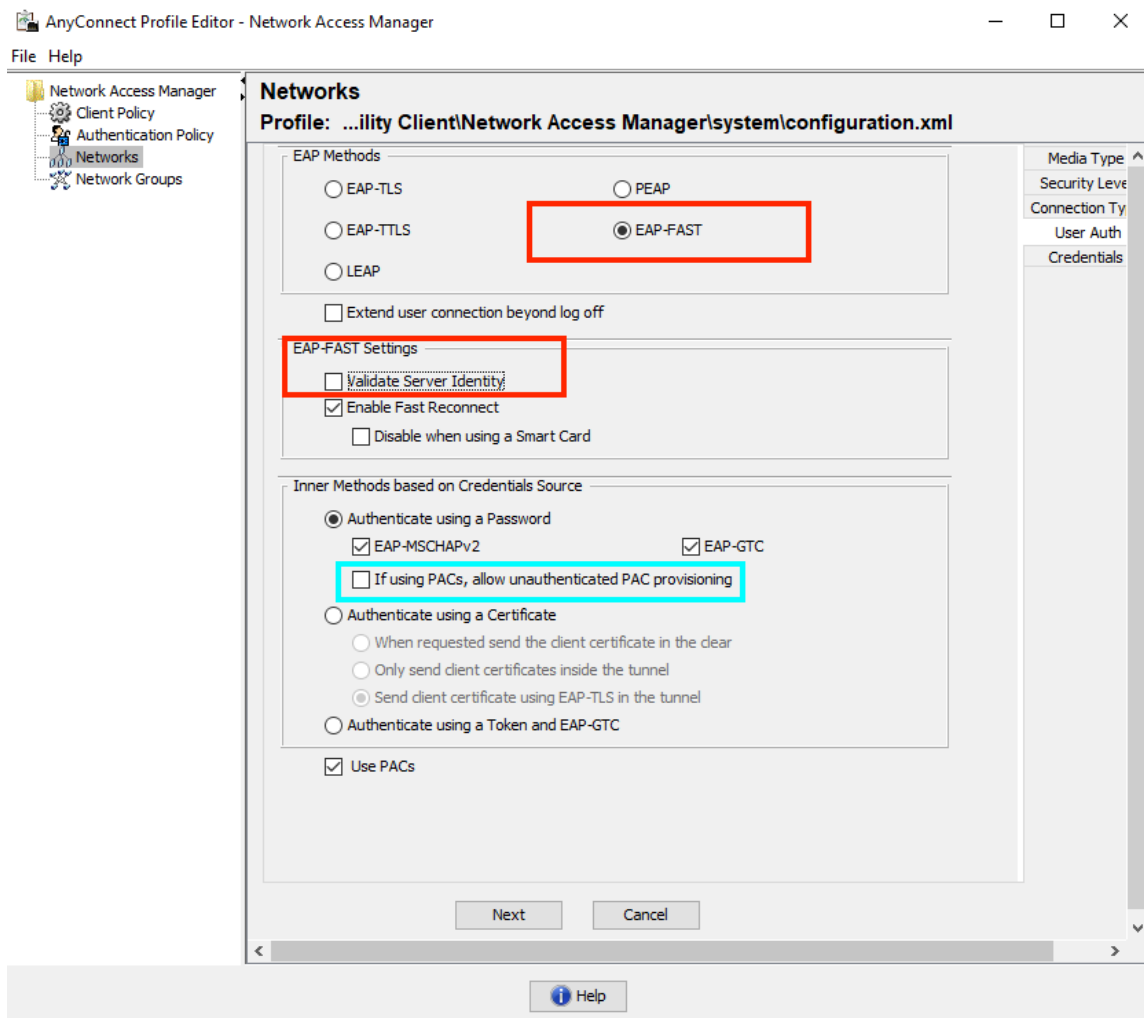 AnyConnect Profile Editor - Network Access Manager
File Help
Network Access Manager
Client Policy
Authentication Policy
Networks
Network Groups
Networks
Profile: ...ility Client\Network Access Manager\system\configuration.xml
EAP Methods
EAP-TLS PEAP
EAP-TTLS EAP-FAST
LEAP
Extend user connection beyond log off
EAP-FAST Settings
Validate Server Identity
Enable Fast Reconnect
Disable when using a Smart Card
Inner Methods based on Credentials Source
Authenticate using a Password
EAP-MSCHAPv2 EAP-GTC
If using PACs, allow unauthenticated PAC provisioning
Authenticate using a Certificate
When requested send the client certificate in the clear
Only send client certificates inside the tunnel
Send client certificate using EAP-TLS in the tunnel
Authenticate using a Token and EAP-GTC
Use PACs
Media Type
Security Leve
Connection Ty
User Auth
Credentials
Next Cancel
Help